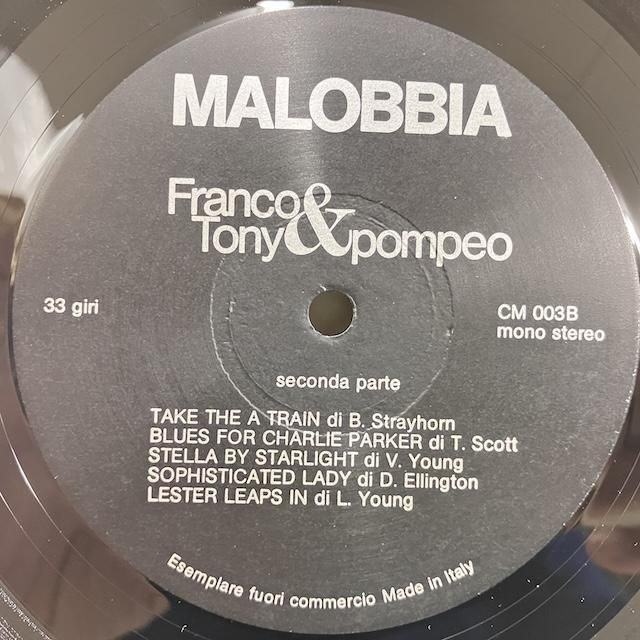 MALOBBIA
Franco &
Tony pompeo
33 giri
CM 003B
mono stereo
seconda parte
TAKE THE A TRAIN di B. Strayhorn
BLUES FOR CHARLIE PARKER di T. Scott
STELLA BY STARLIGHT di V. Young
SOPHISTICATED LADY di D. Ellington
LESTER LEAPS IN di L. Young
Esemplare fuori commercio Made in Italy